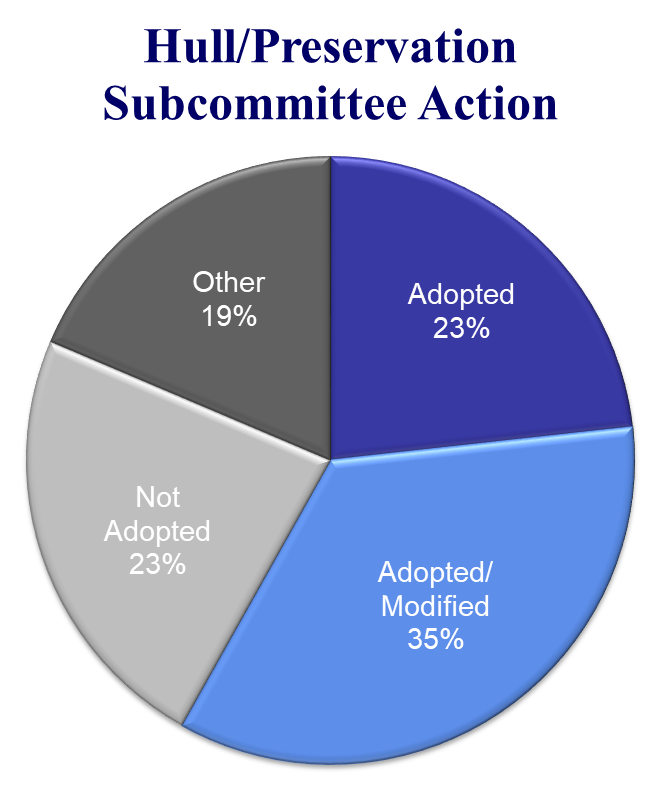 Hull/Preservation
Subcommittee Action
Other
19%
Adopted
23%
Not
Adopted
23%
Adopted/
Modified
35%